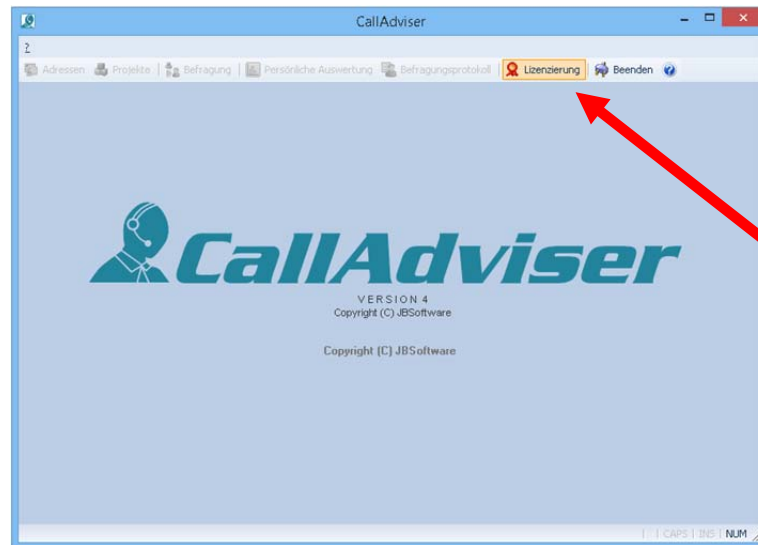 CallAdviser
?
Adressen Projekte Befragung Persönliche Auswertung Befragungsprotokoll Lizenzierung Beenden ?
CallAdviser
VERSION 4
Copyright (C) JBSoftware
Copyright (C) JBSoftware
CAPS INS NUM